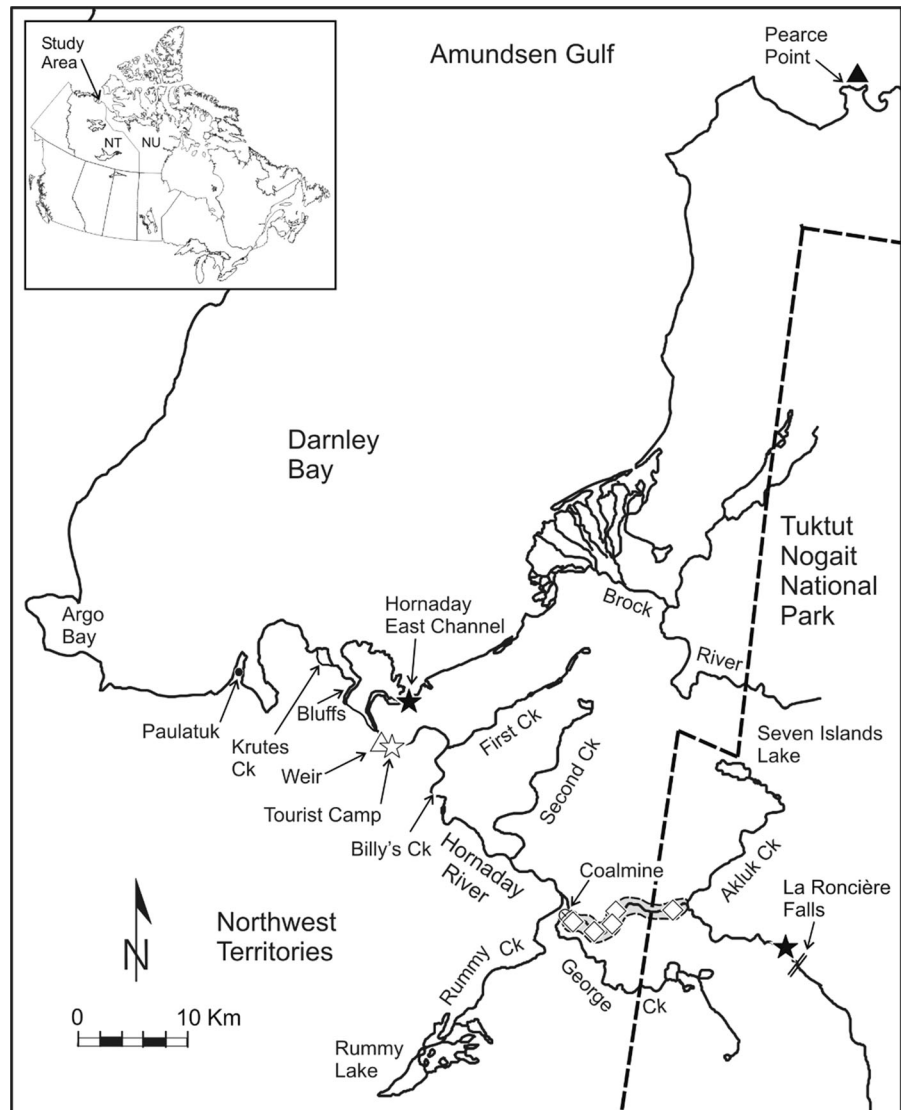 Study
Area
NT
NU
Amundsen Gulf
Pearce
Point
Darnley
Bay
Tuktut
Nogait
National
Park
Argo
Bay
Hornaday
East Channel
Brock
River
Paulatuk
Krutes
Ck
Bluffs
Weir
Tourist Camp
Billy's Ck
First Ck
Second Ck
Seven Islands
Lake
Hornaday
River
Coalmine
Akluk Ck
La Roncière
Falls
Northwest
Territories
N
Rummy Ck
George Ck
Rummy
Lake
0 10 Km